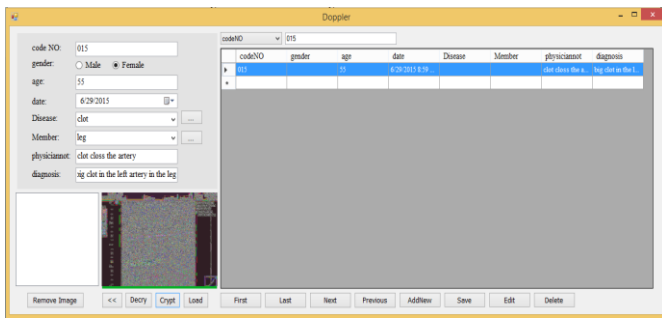 Doppler
code NO: 015
gender: Male Female
age: 55
date: 6/29/2015
Disease: clot ...
Member: leg ...
physiciannot: clot closs the artery
diagnosis: big clot in the left artery in the leg
Remove Image << Decry Crypt Load
codeNO 015
codeNO gender age date Disease Member physiciannot diagnosis
015 55 6/29/2015 8:59 ... clot closs the a... big clot in the l...
First Last Next Previous AddNew Save Edit Delete